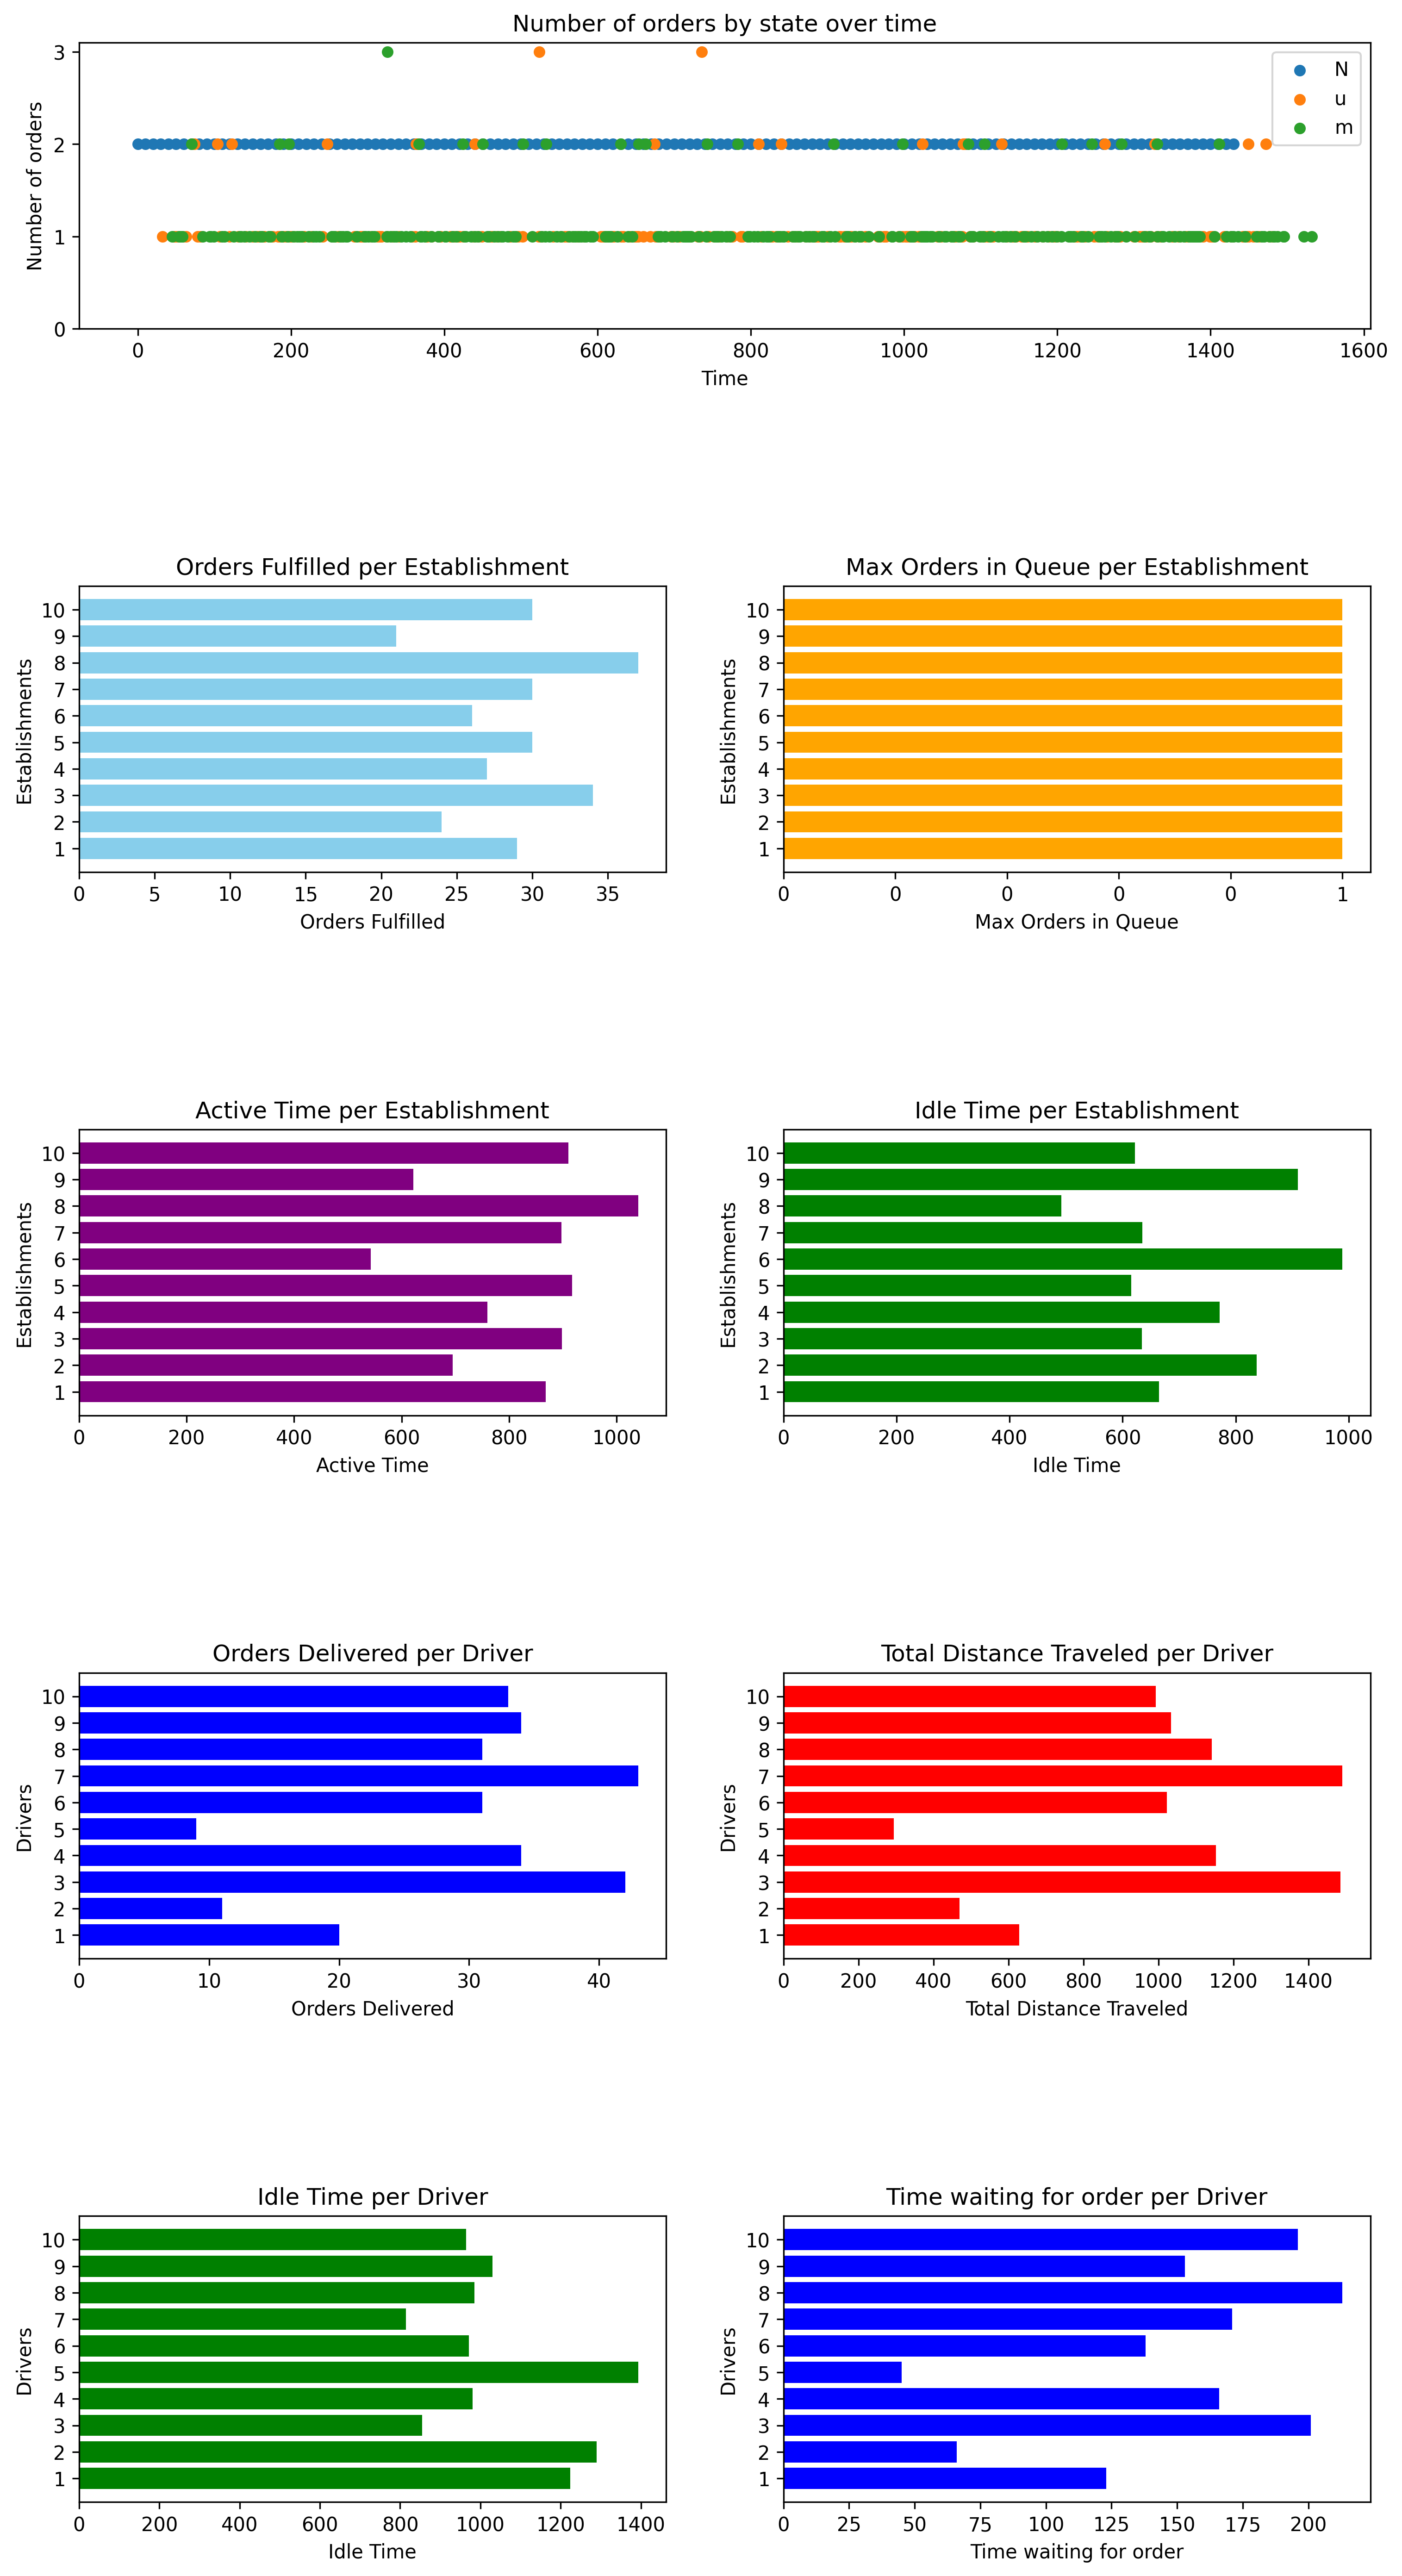 Number of orders by state over time
Number of orders
3
2
1
0
N
u
m
0 200 400 600 800 1000 1200 1400 1600
Time
Orders Fulfilled per Establishment
Establishments
10
9
8
7
6
5
4
3
2
1
0 5 10 15 20 25 30 35
Orders Fulfilled
Max Orders in Queue per Establishment
Establishments
10
9
8
7
6
5
4
3
2
1
0 0 0 0 0 1
Max Orders in Queue
Active Time per Establishment
Establishments
10
9
8
7
6
5
4
3
2
1
0 200 400 600 800 1000
Active Time
Idle Time per Establishment
Establishments
10
9
8
7
6
5
4
3
2
1
0 200 400 600 800 1000
Idle Time
Orders Delivered per Driver
Drivers
10
9
8
7
6
5
4
3
2
1
0 10 20 30 40
Orders Delivered
Total Distance Traveled per Driver
Drivers
10
9
8
7
6
5
4
3
2
1
0 200 400 600 800 1000 1200 1400
Total Distance Traveled
Idle Time per Driver
Drivers
10
9
8
7
6
5
4
3
2
1
0 200 400 600 800 1000 1200 1400
Idle Time
Time waiting for order per Driver
Drivers
10
9
8
7
6
5
4
3
2
1
0 25 50 75 100 125 150 175 200
Time waiting for order